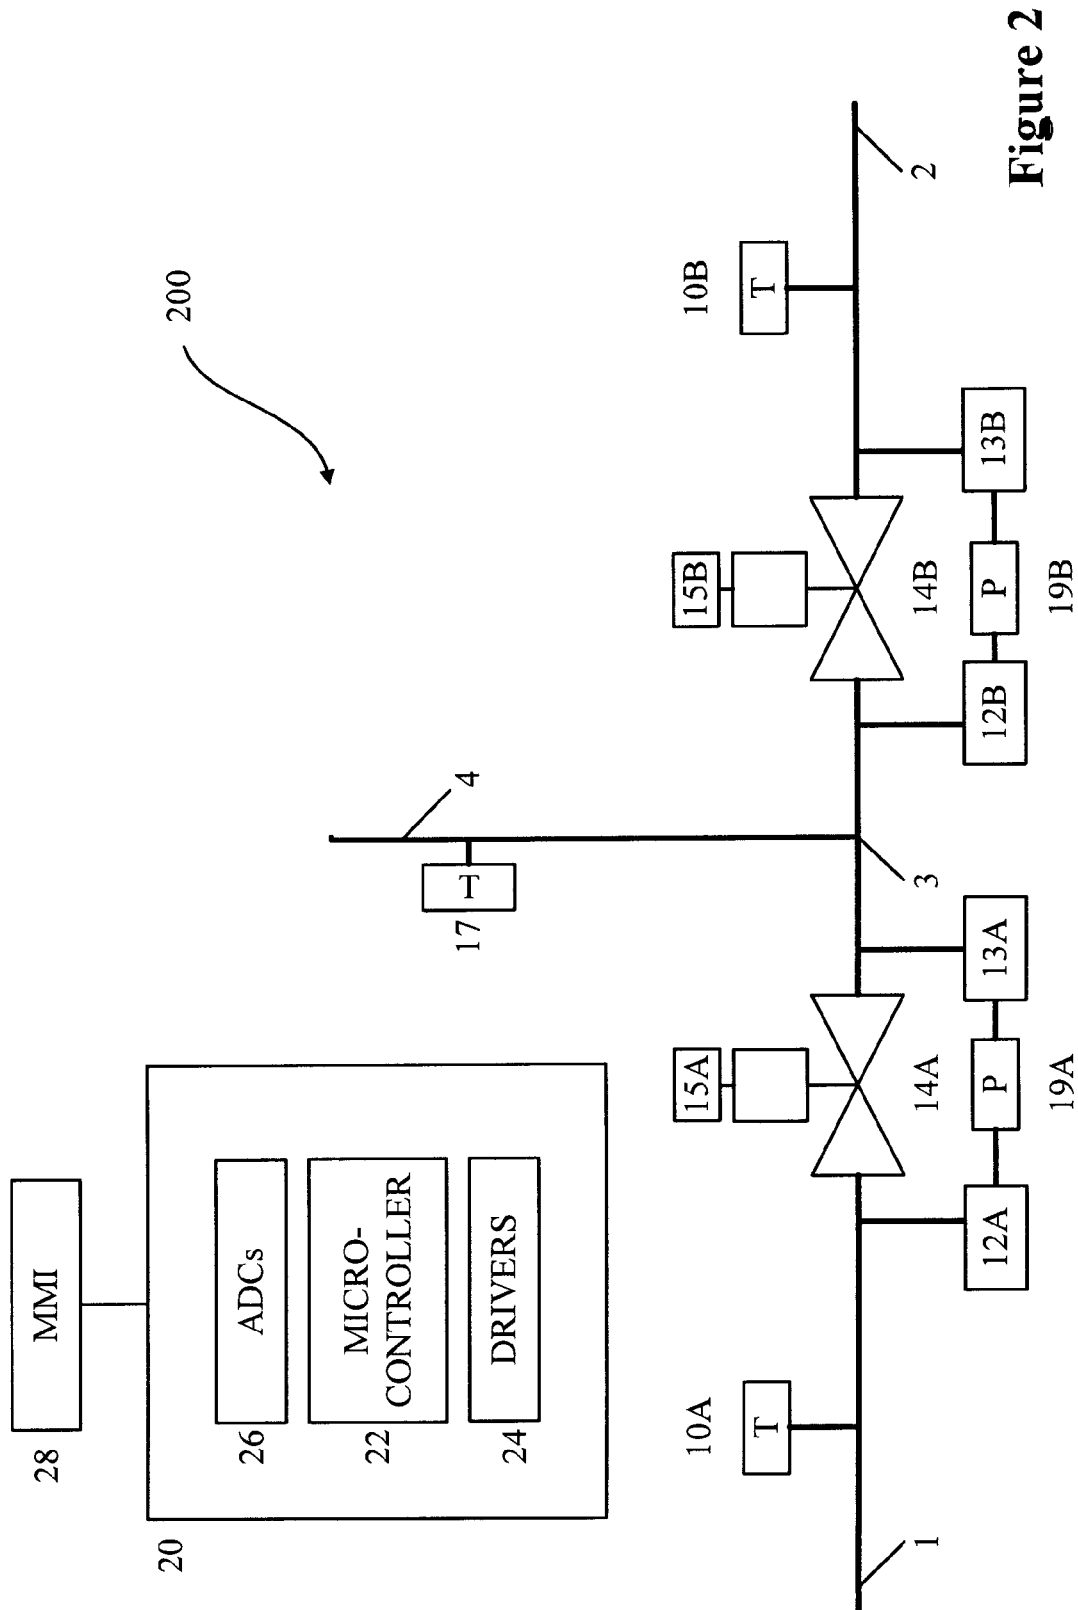 MMI
28
20
ADCs
26
MICRO-
CONTROLLER
22
DRIVERS
24
200
T
17
4
10A
T
15A
15B
10B
T
1
14A
3
14B
2
12A
P
13A
12B
P
13B
19A
19B
Figure 2